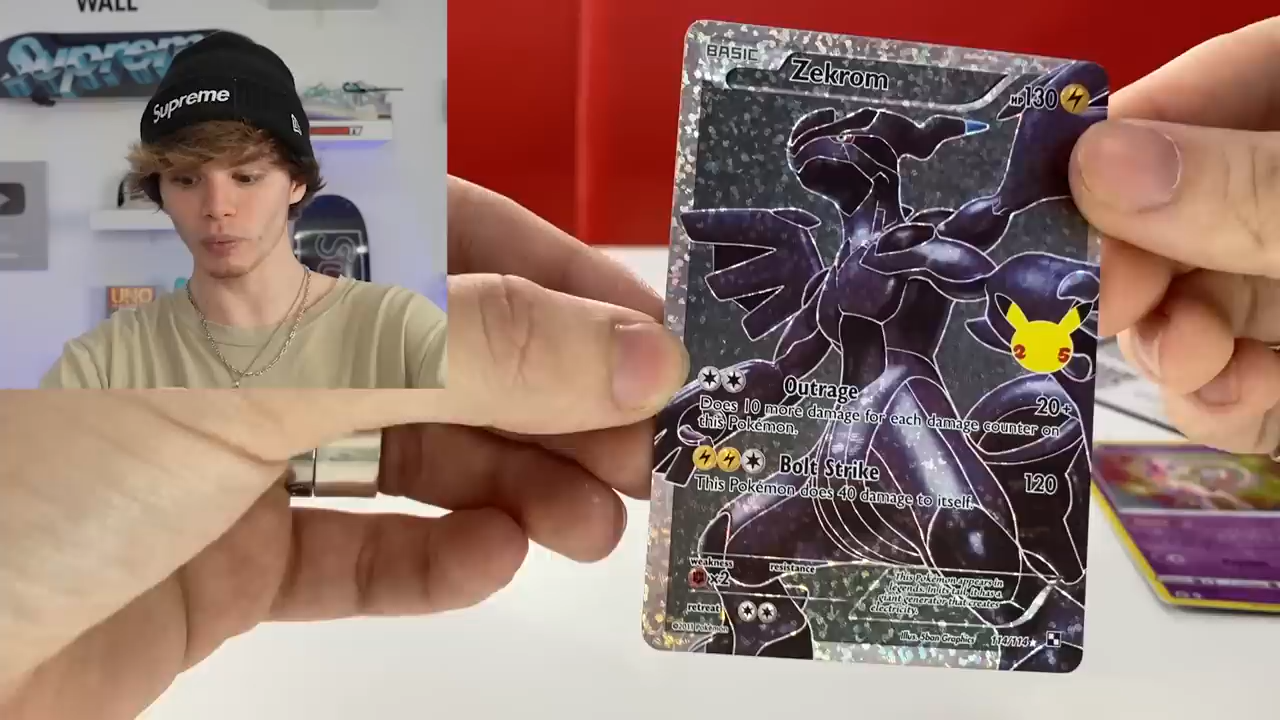 WALL
Supreme
Supreme
UNO
BASIC
Zekrom
HP130
25
Outrage
20+
Does 10 more damage for each damage counter on
this Pokémon.
Bolt Strike
120
This Pokémon does 40 damage to itself.
weakness
×2
resistance
retreat
This Pokémon appears in
legends. In its tail, it has a
giant generator that creates
electricity.
©2011 Pokémon
Illus. 5ban Graphics
114/114